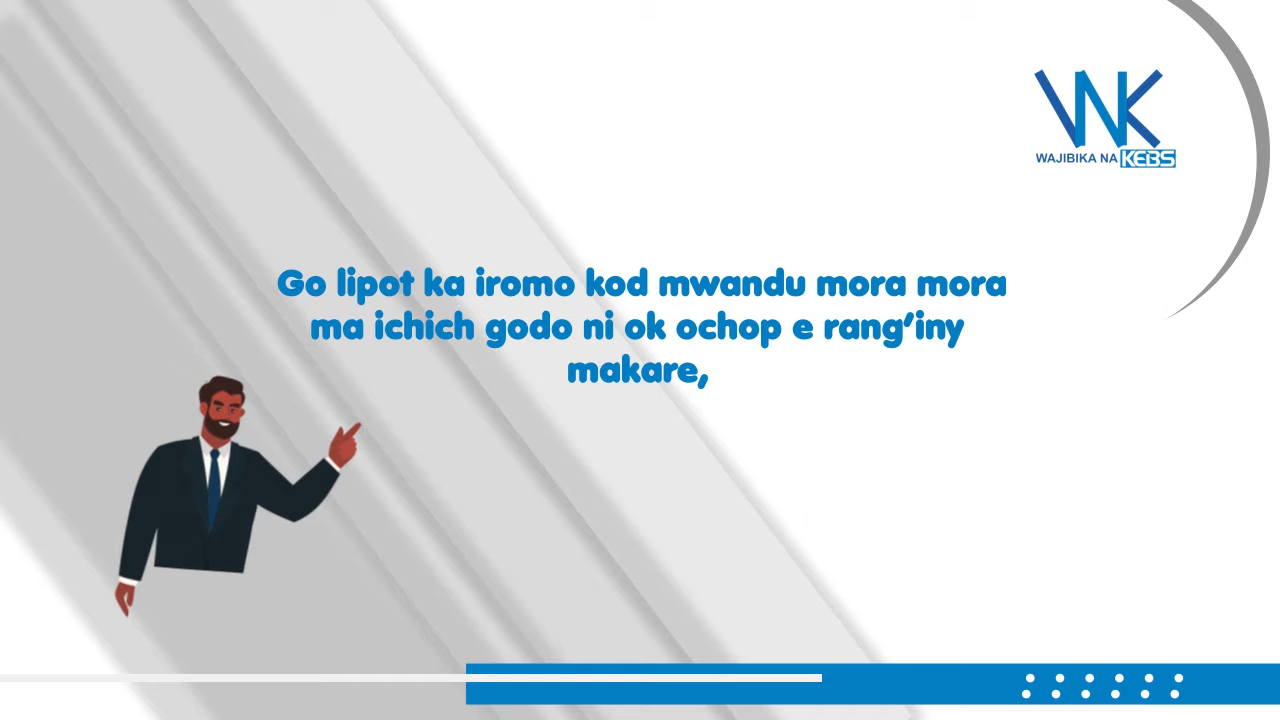 WNK
WAJIBIKA NA KEBS
Go lipot ka iromo kod mwandu mora mora
ma ichich godo ni ok ochop e rang’iny
makare,